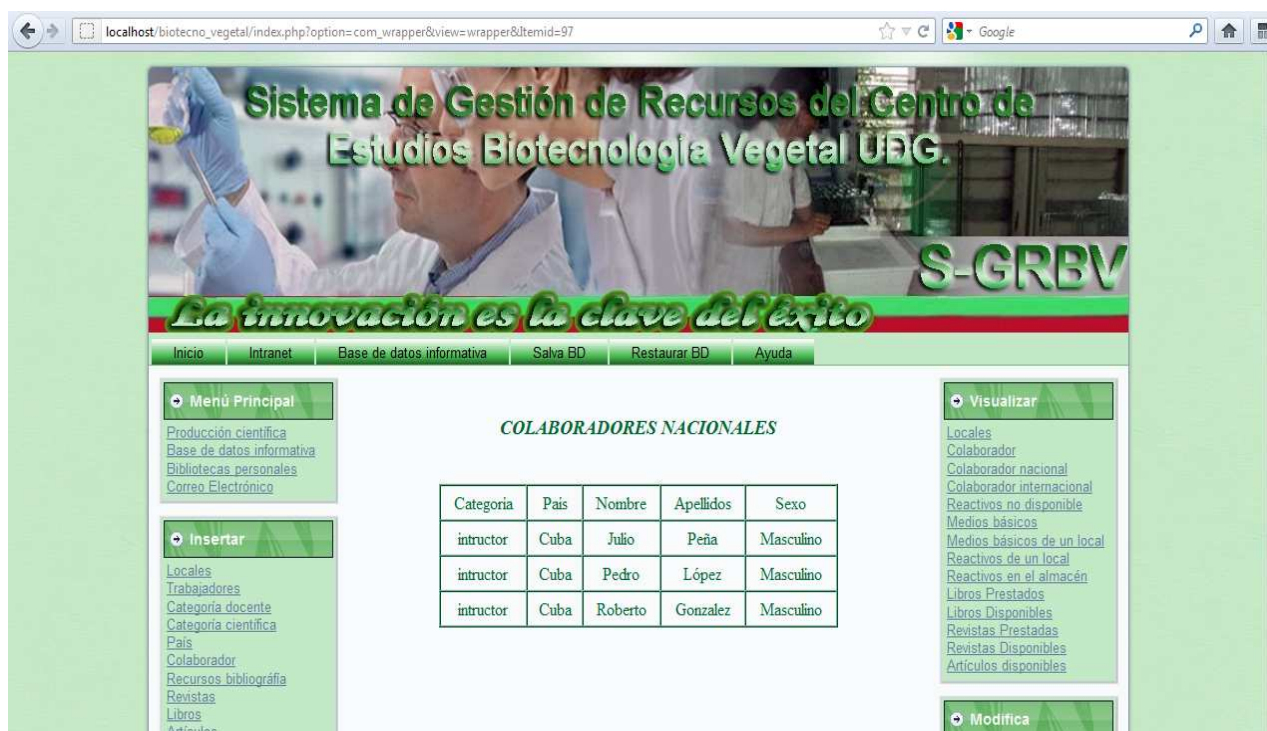 localhost/biotecno_vegetal/index.php?option=com_wrapper&view=wrapper&Itemid=97
Google
Sistema de Gestión de Recursos del Centro de
Estudios Biotecnología Vegetal UDG.
S-GRBV
La innovación es la clave del éxito
Inicio Intranet Base de datos informativa Salva BD Restaurar BD Ayuda
Menú Principal
Producción científica
Base de datos informativa
Bibliotecas personales
Correo Electrónico
Insertar
Locales
Trabajadores
Categoría docente
Categoría científica
País
Colaborador
Recursos bibliográfia
Revistas
Libros
Artículos
COLABORADORES NACIONALES
Categoria Pais Nombre Apellidos Sexo
intructor Cuba Julio Peña Masculino
intructor Cuba Pedro López Masculino
intructor Cuba Roberto Gonzalez Masculino
Visualizar
Locales
Colaborador
Colaborador nacional
Colaborador internacional
Reactivos no disponible
Medios básicos
Medios básicos de un local
Reactivos de un local
Reactivos en el almacén
Libros Prestados
Libros Disponibles
Revistas Prestadas
Revistas Disponibles
Artículos disponibles
Modifica